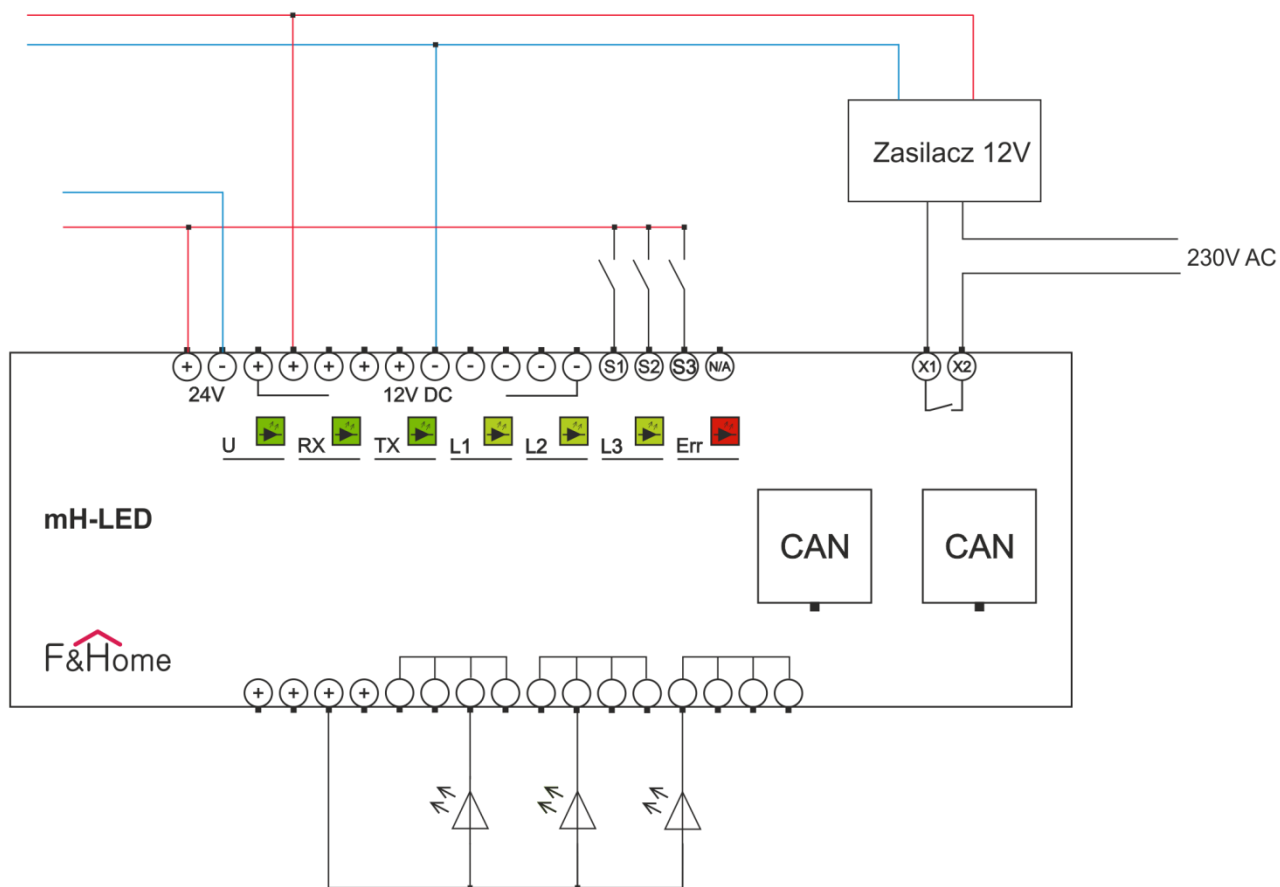 Zasilacz 12V
230V AC
+ - + + + + + - - - - - S1 S2 S3 N/A X1 X2
24V 12V DC
U RX TX L1 L2 L3 Err
mH-LED
CAN CAN
F&Home
+ + + +